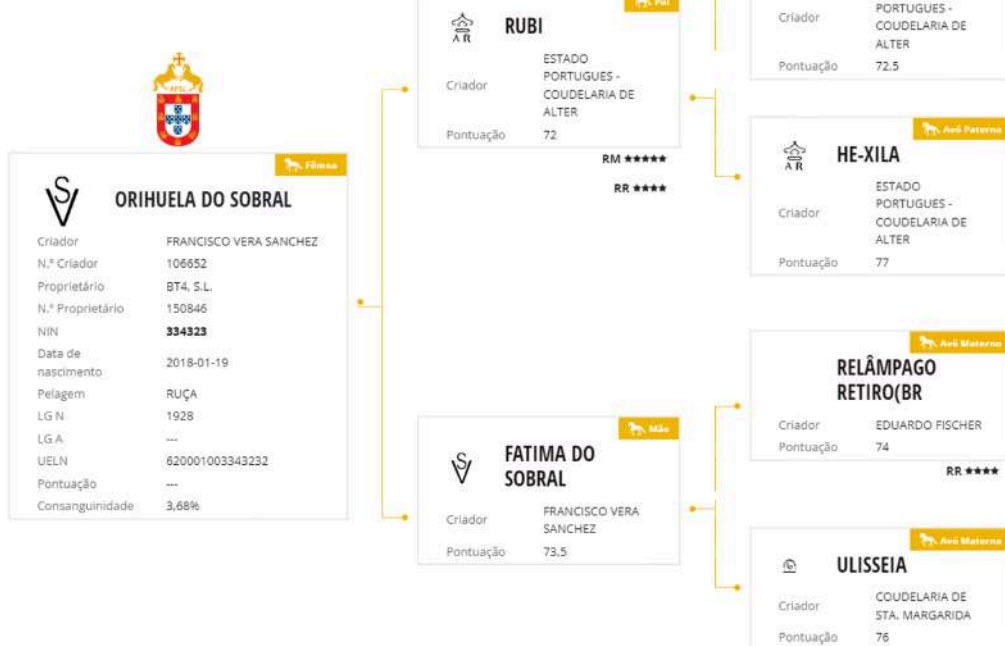 APSL
Fêmea
ORIHUELA DO SOBRAL
Criador FRANCISCO VERA SANCHEZ
N.º Criador 106652
Proprietário BT4, S.L.
N.º Proprietário 150846
NIN 334323
Data de
nascimento 2018-01-19
Pelagem RUÇA
LG N 1928
LG A ---
UELN 620001003343232
Pontuação ---
Consanguinidade 3,68%
Pai
A R
RUBI
Criador ESTADO
PORTUGUES -
COUDELARIA DE
ALTER
Pontuação 72
RM ★★★★★
RR ★★★★
Mãe
FATIMA DO
SOBRAL
Criador FRANCISCO VERA
SANCHEZ
Pontuação 73.5
Criador PORTUGUES -
COUDELARIA DE
ALTER
Pontuação 72.5
Avó Paterna
A R
HE-XILA
Criador ESTADO
PORTUGUES -
COUDELARIA DE
ALTER
Pontuação 77
Avô Materno
RELÂMPAGO
RETIRO(BR
Criador EDUARDO FISCHER
Pontuação 74
RR ★★★★
Avó Materna
ULISSEIA
Criador COUDELARIA DE
STA. MARGARIDA
Pontuação 76